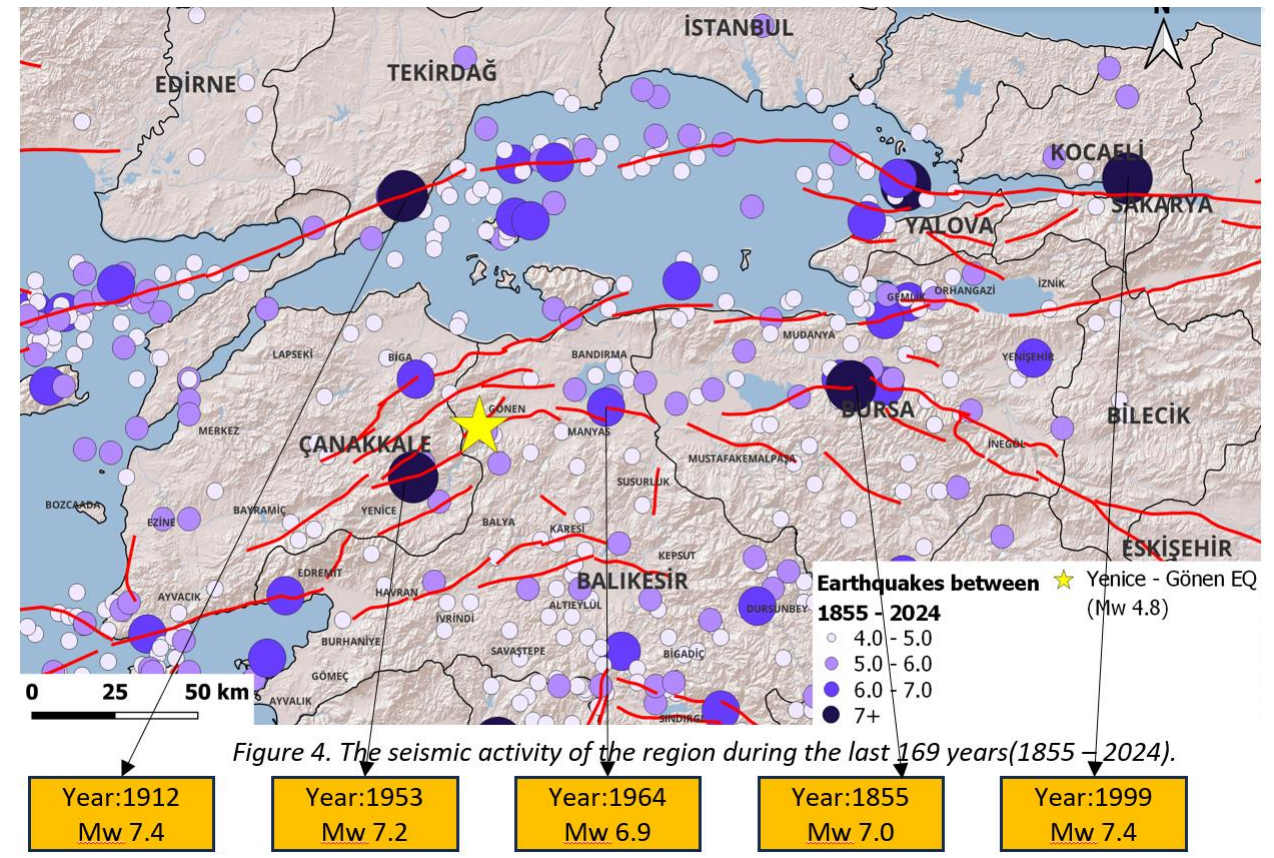 N
İSTANBUL
TEKİRDAĞ
EDİRNE
KOCAELİ
SAKARYA
YALOVA
İZNİK
ORHANGAZİ
GEMLİK
MUDANYA
LAPSEKİ
BİGA
BANDIRMA
YENİŞEHİR
GÖNEN
BURSA
BİLECİK
MERKEZ
MANYAS
ÇANAKKALE
İNEGÖL
MUSTAFAKEMALPAŞA
SUSURLUK
BOZCAADA
EZİNE
BAYRAMİÇ
YENİCE
BALYA
KARESİ
ESKİŞEHİR
KEPSUT
EDREMİT
BALIKESİR
HAVRAN
AYVACIK
ALTIEYLÜL
DURSUNBEY
İVRİNDİ
BURHANİYE
SAVAŞTEPE
BİGADİÇ
GÖMEÇ
AYVALIK
SINDIRGI
Earthquakes between
1855 - 2024
4.0 - 5.0
5.0 - 6.0
6.0 - 7.0
7+
Yenice - Gönen EQ
(Mw 4.8)
0 25 50 km
Figure 4. The seismic activity of the region during the last 169 years(1855 – 2024).
Year:1912
Mw 7.4
Year:1953
Mw 7.2
Year:1964
Mw 6.9
Year:1855
Mw 7.0
Year:1999
Mw 7.4